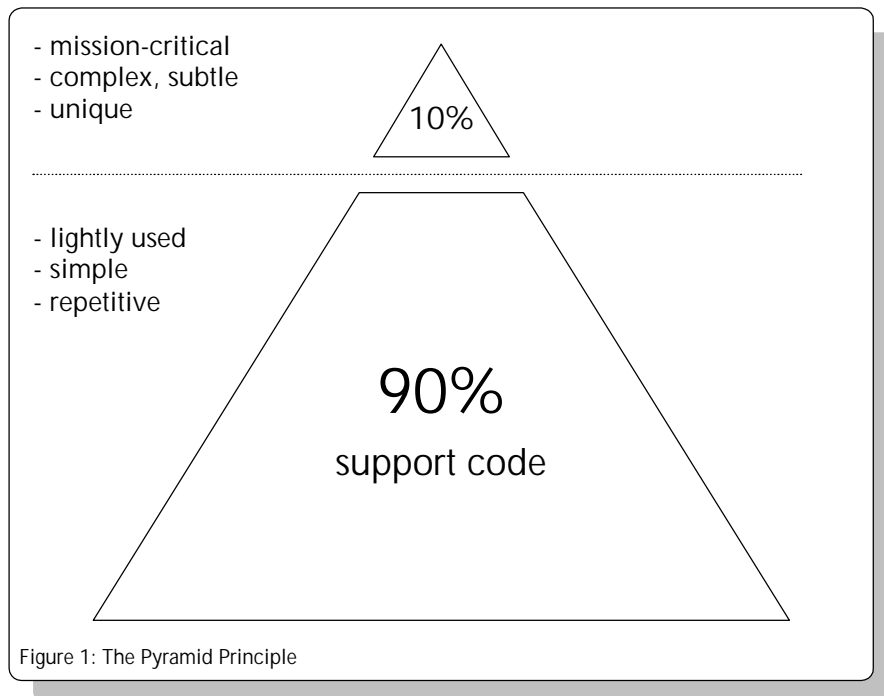 - mission-critical
- complex, subtle
- unique
10%
- lightly used
- simple
- repetitive
90%
support code
Figure 1: The Pyramid Principle